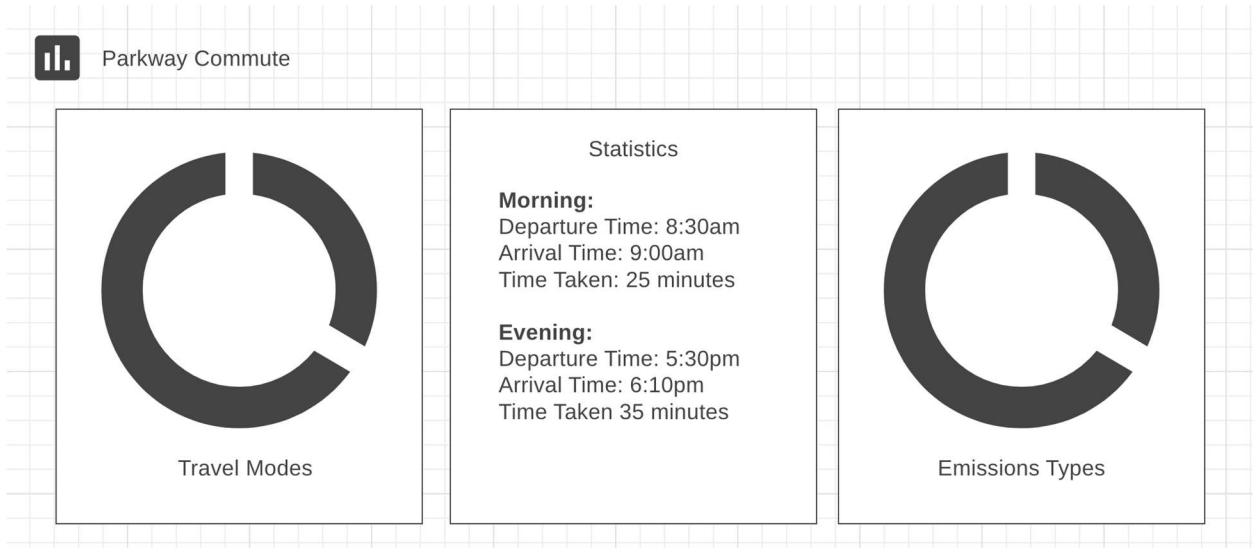 Parkway Commute
Travel Modes
Statistics
Morning:
Departure Time: 8:30am
Arrival Time: 9:00am
Time Taken: 25 minutes
Evening:
Departure Time: 5:30pm
Arrival Time: 6:10pm
Time Taken 35 minutes
Emissions Types